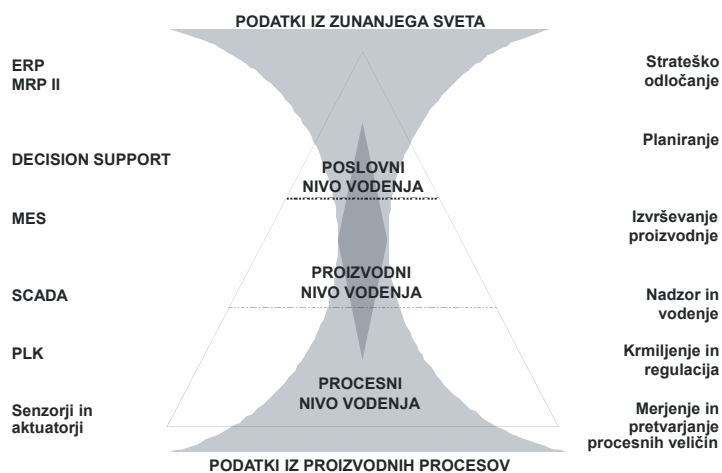 PODATKI IZ ZUNANJEGA SVETA
ERP
MRP II
Strateško
odločanje
Planiranje
DECISION SUPPORT
POSLOVNI
NIVO VODENJA
MES
Izvrševanje
proizvodnje
PROIZVODNI
NIVO VODENJA
SCADA
Nadzor in
vodenje
PLK
Krmiljenje in
regulacija
PROCESNI
NIVO VODENJA
Senzorji in
aktuatorji
Merjenje in
pretvarjanje
procesnih veličin
PODATKI IZ PROIZVODNIH PROCESOV